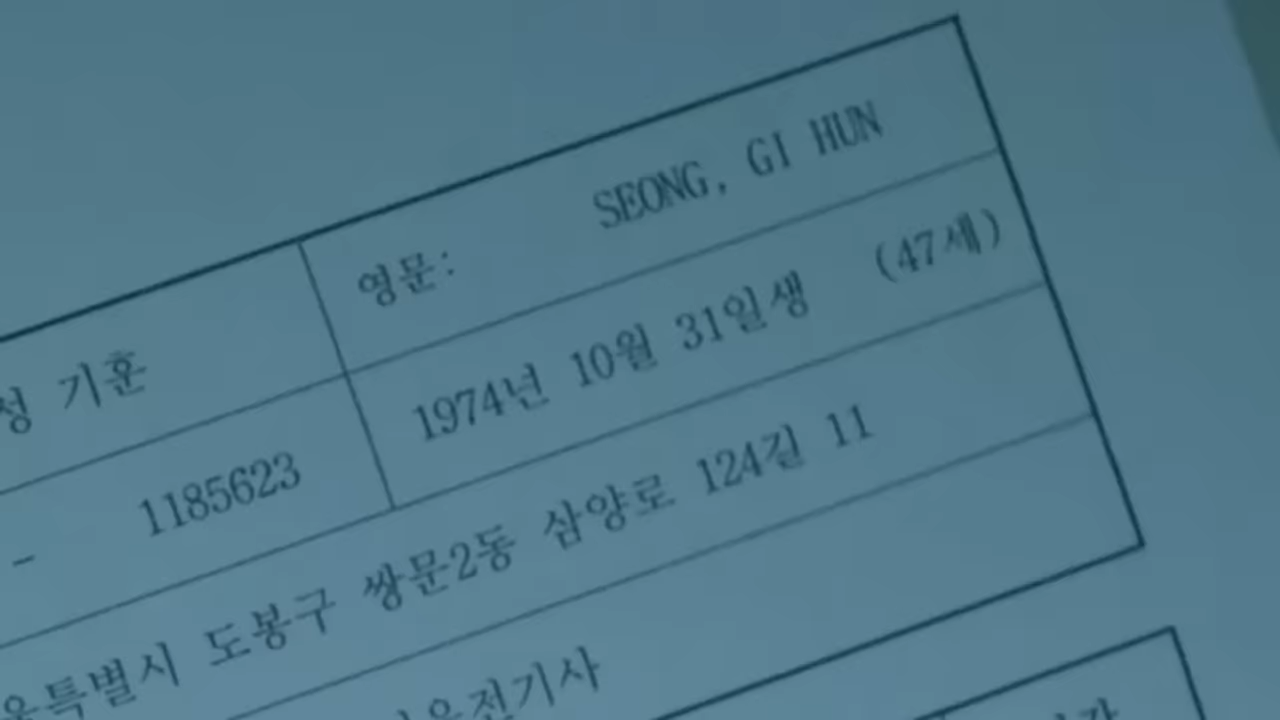 영문: SEONG, GI HUN
성 기훈
1974년 10월 31일생 (47세)
- 1185623
도봉구 쌍문2동 삼양로 124길 11